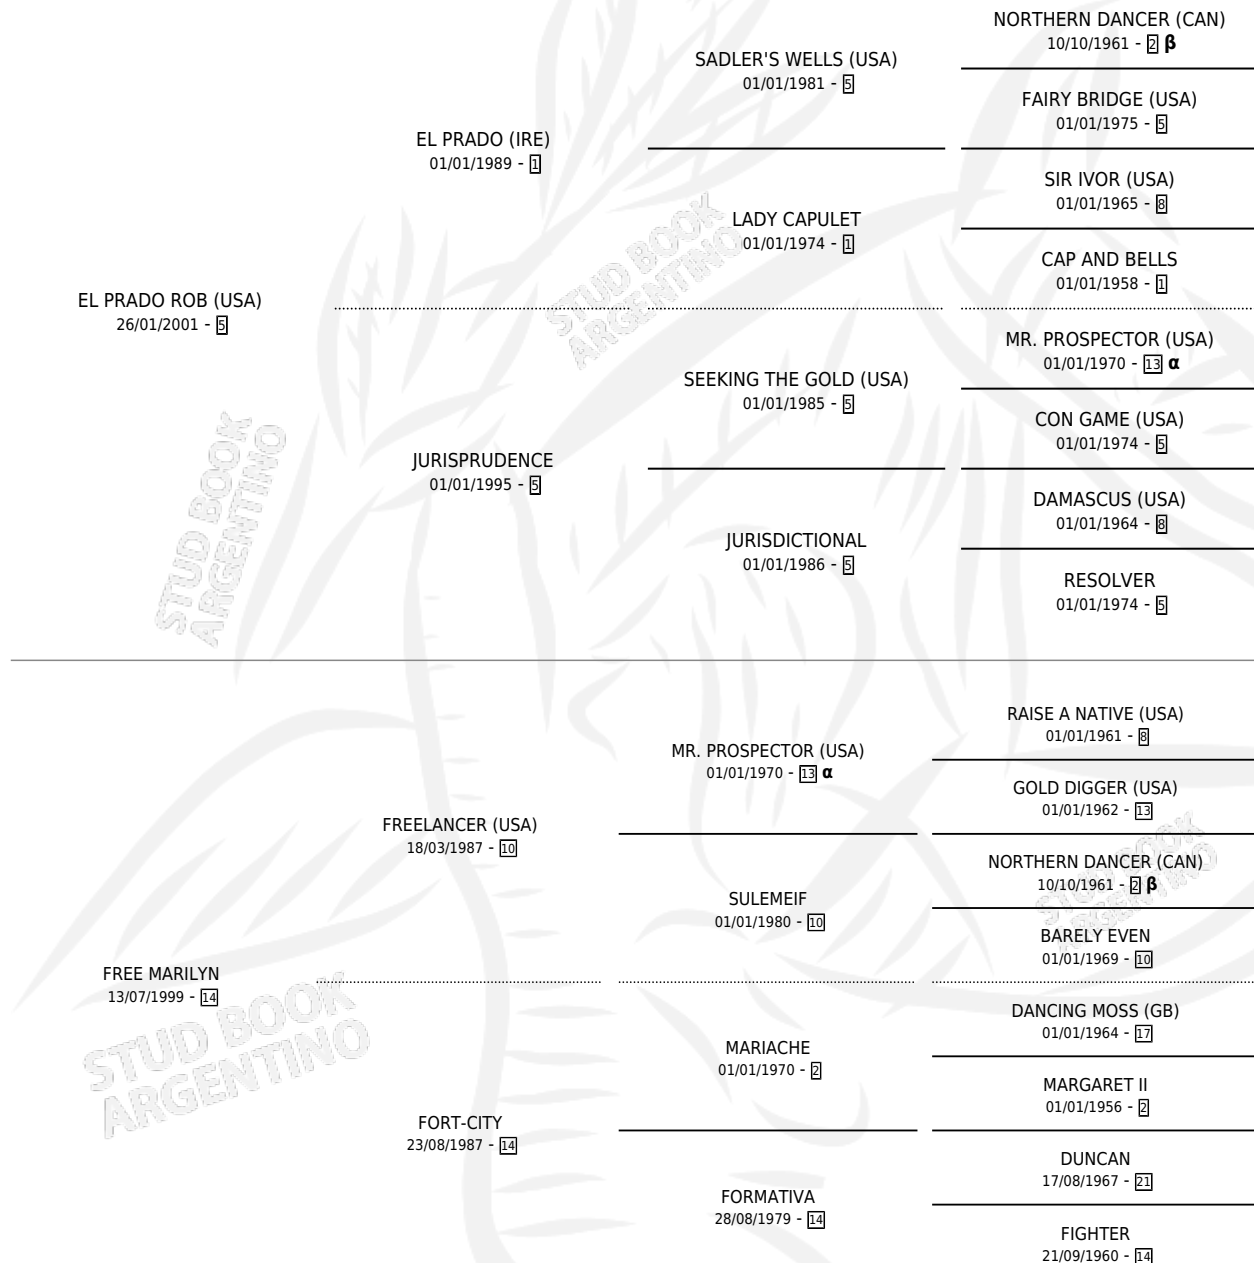 NORTHERN DANCER (CAN)
10/10/1961 - 2 β
SADLER'S WELLS (USA)
01/01/1981 - 5
FAIRY BRIDGE (USA)
01/01/1975 - 5
EL PRADO (IRE)
01/01/1989 - 1
SIR IVOR (USA)
01/01/1965 - 8
LADY CAPULET
01/01/1974 - 1
CAP AND BELLS
01/01/1958 - 1
EL PRADO ROB (USA)
26/01/2001 - 5
MR. PROSPECTOR (USA)
01/01/1970 - 13 α
SEEKING THE GOLD (USA)
01/01/1985 - 5
CON GAME (USA)
01/01/1974 - 5
JURISPRUDENCE
01/01/1995 - 5
DAMASCUS (USA)
01/01/1964 - 8
JURISDICTIONAL
01/01/1986 - 5
RESOLVER
01/01/1974 - 5
RAISE A NATIVE (USA)
01/01/1961 - 8
MR. PROSPECTOR (USA)
01/01/1970 - 13 α
GOLD DIGGER (USA)
01/01/1962 - 13
FREELANCER (USA)
18/03/1987 - 10
NORTHERN DANCER (CAN)
10/10/1961 - 2 β
SULEMEIF
01/01/1980 - 10
BARELY EVEN
01/01/1969 - 10
FREE MARILYN
13/07/1999 - 14
DANCING MOSS (GB)
01/01/1964 - 17
MARIACHE
01/01/1970 - 2
MARGARET II
01/01/1956 - 2
FORT-CITY
23/08/1987 - 14
DUNCAN
17/08/1967 - 21
FORMATIVA
28/08/1979 - 14
FIGHTER
21/09/1960 - 14
STUD BOOK
ARGENTINO
STUD BOOK
ARGENTINO
STUD BOOK
ARGENTINO
STUD BOOK
ARGENTINO